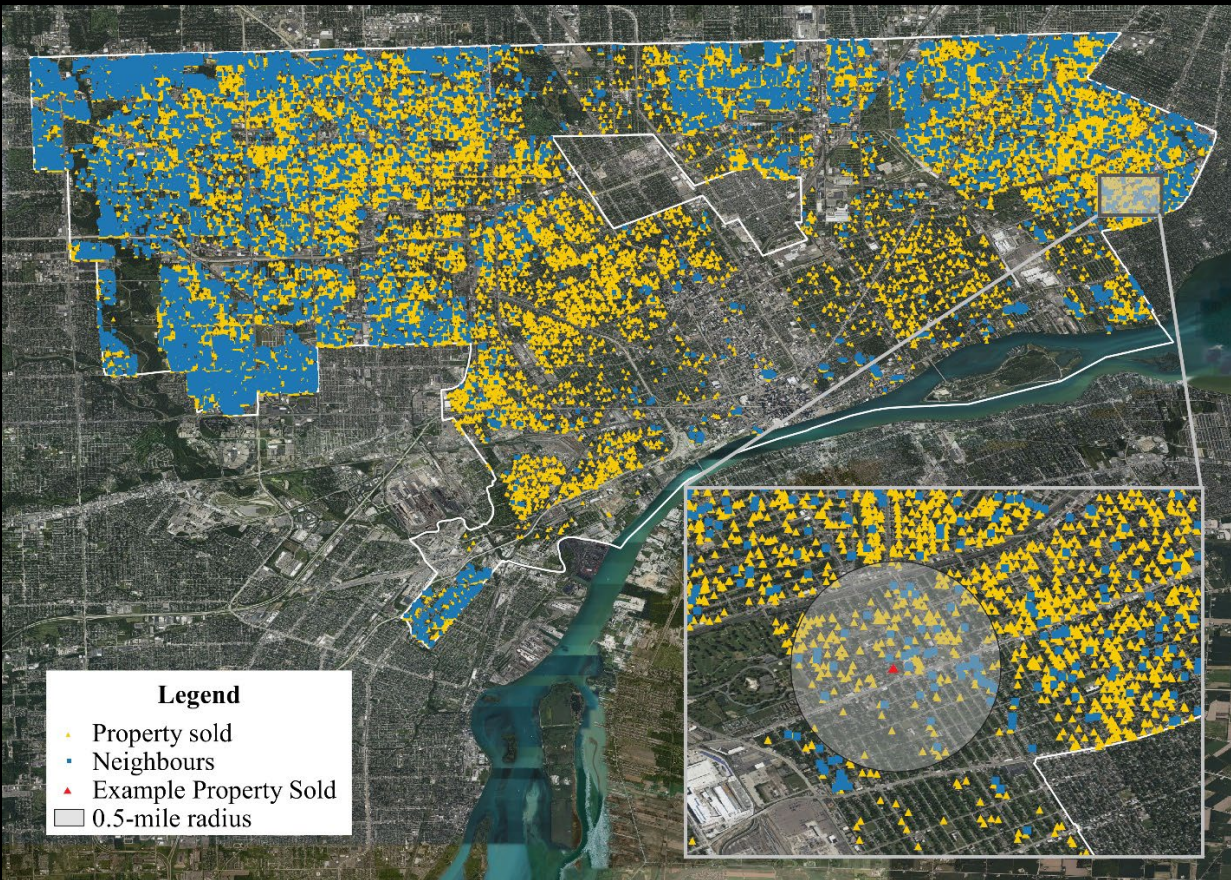 Legend
Property sold
Neighbours
Example Property Sold
0.5-mile radius